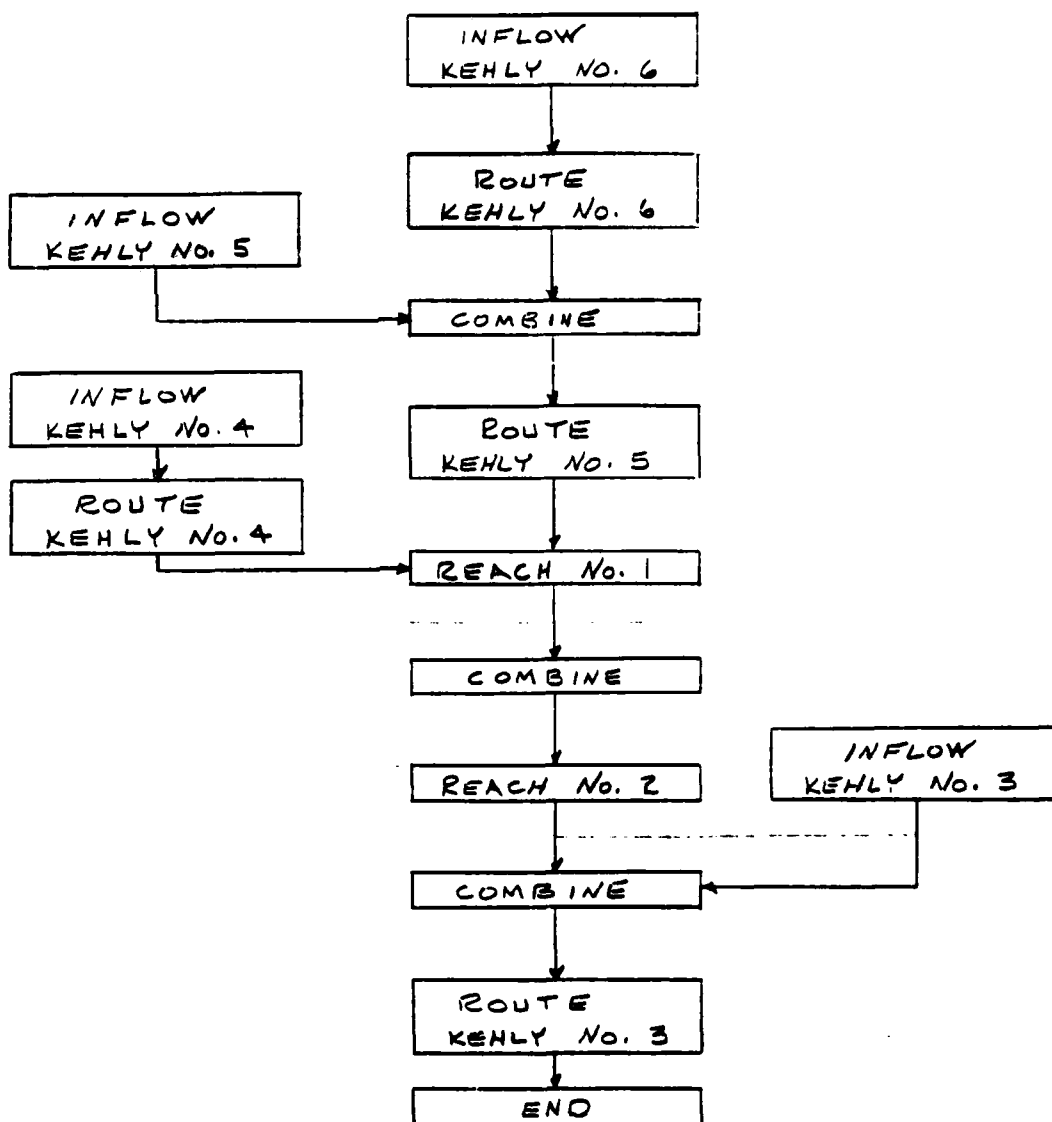 INFLOW
KEHLY No. 6
ROUTE
KEHLY No. 6
INFLOW
KEHLY No. 5
COMBINE
INFLOW
KEHLY No. 4
ROUTE
KEHLY No. 5
ROUTE
KEHLY No. 4
REACH No. 1
COMBINE
REACH No. 2
INFLOW
KEHLY No. 3
COMBINE
ROUTE
KEHLY No. 3
END